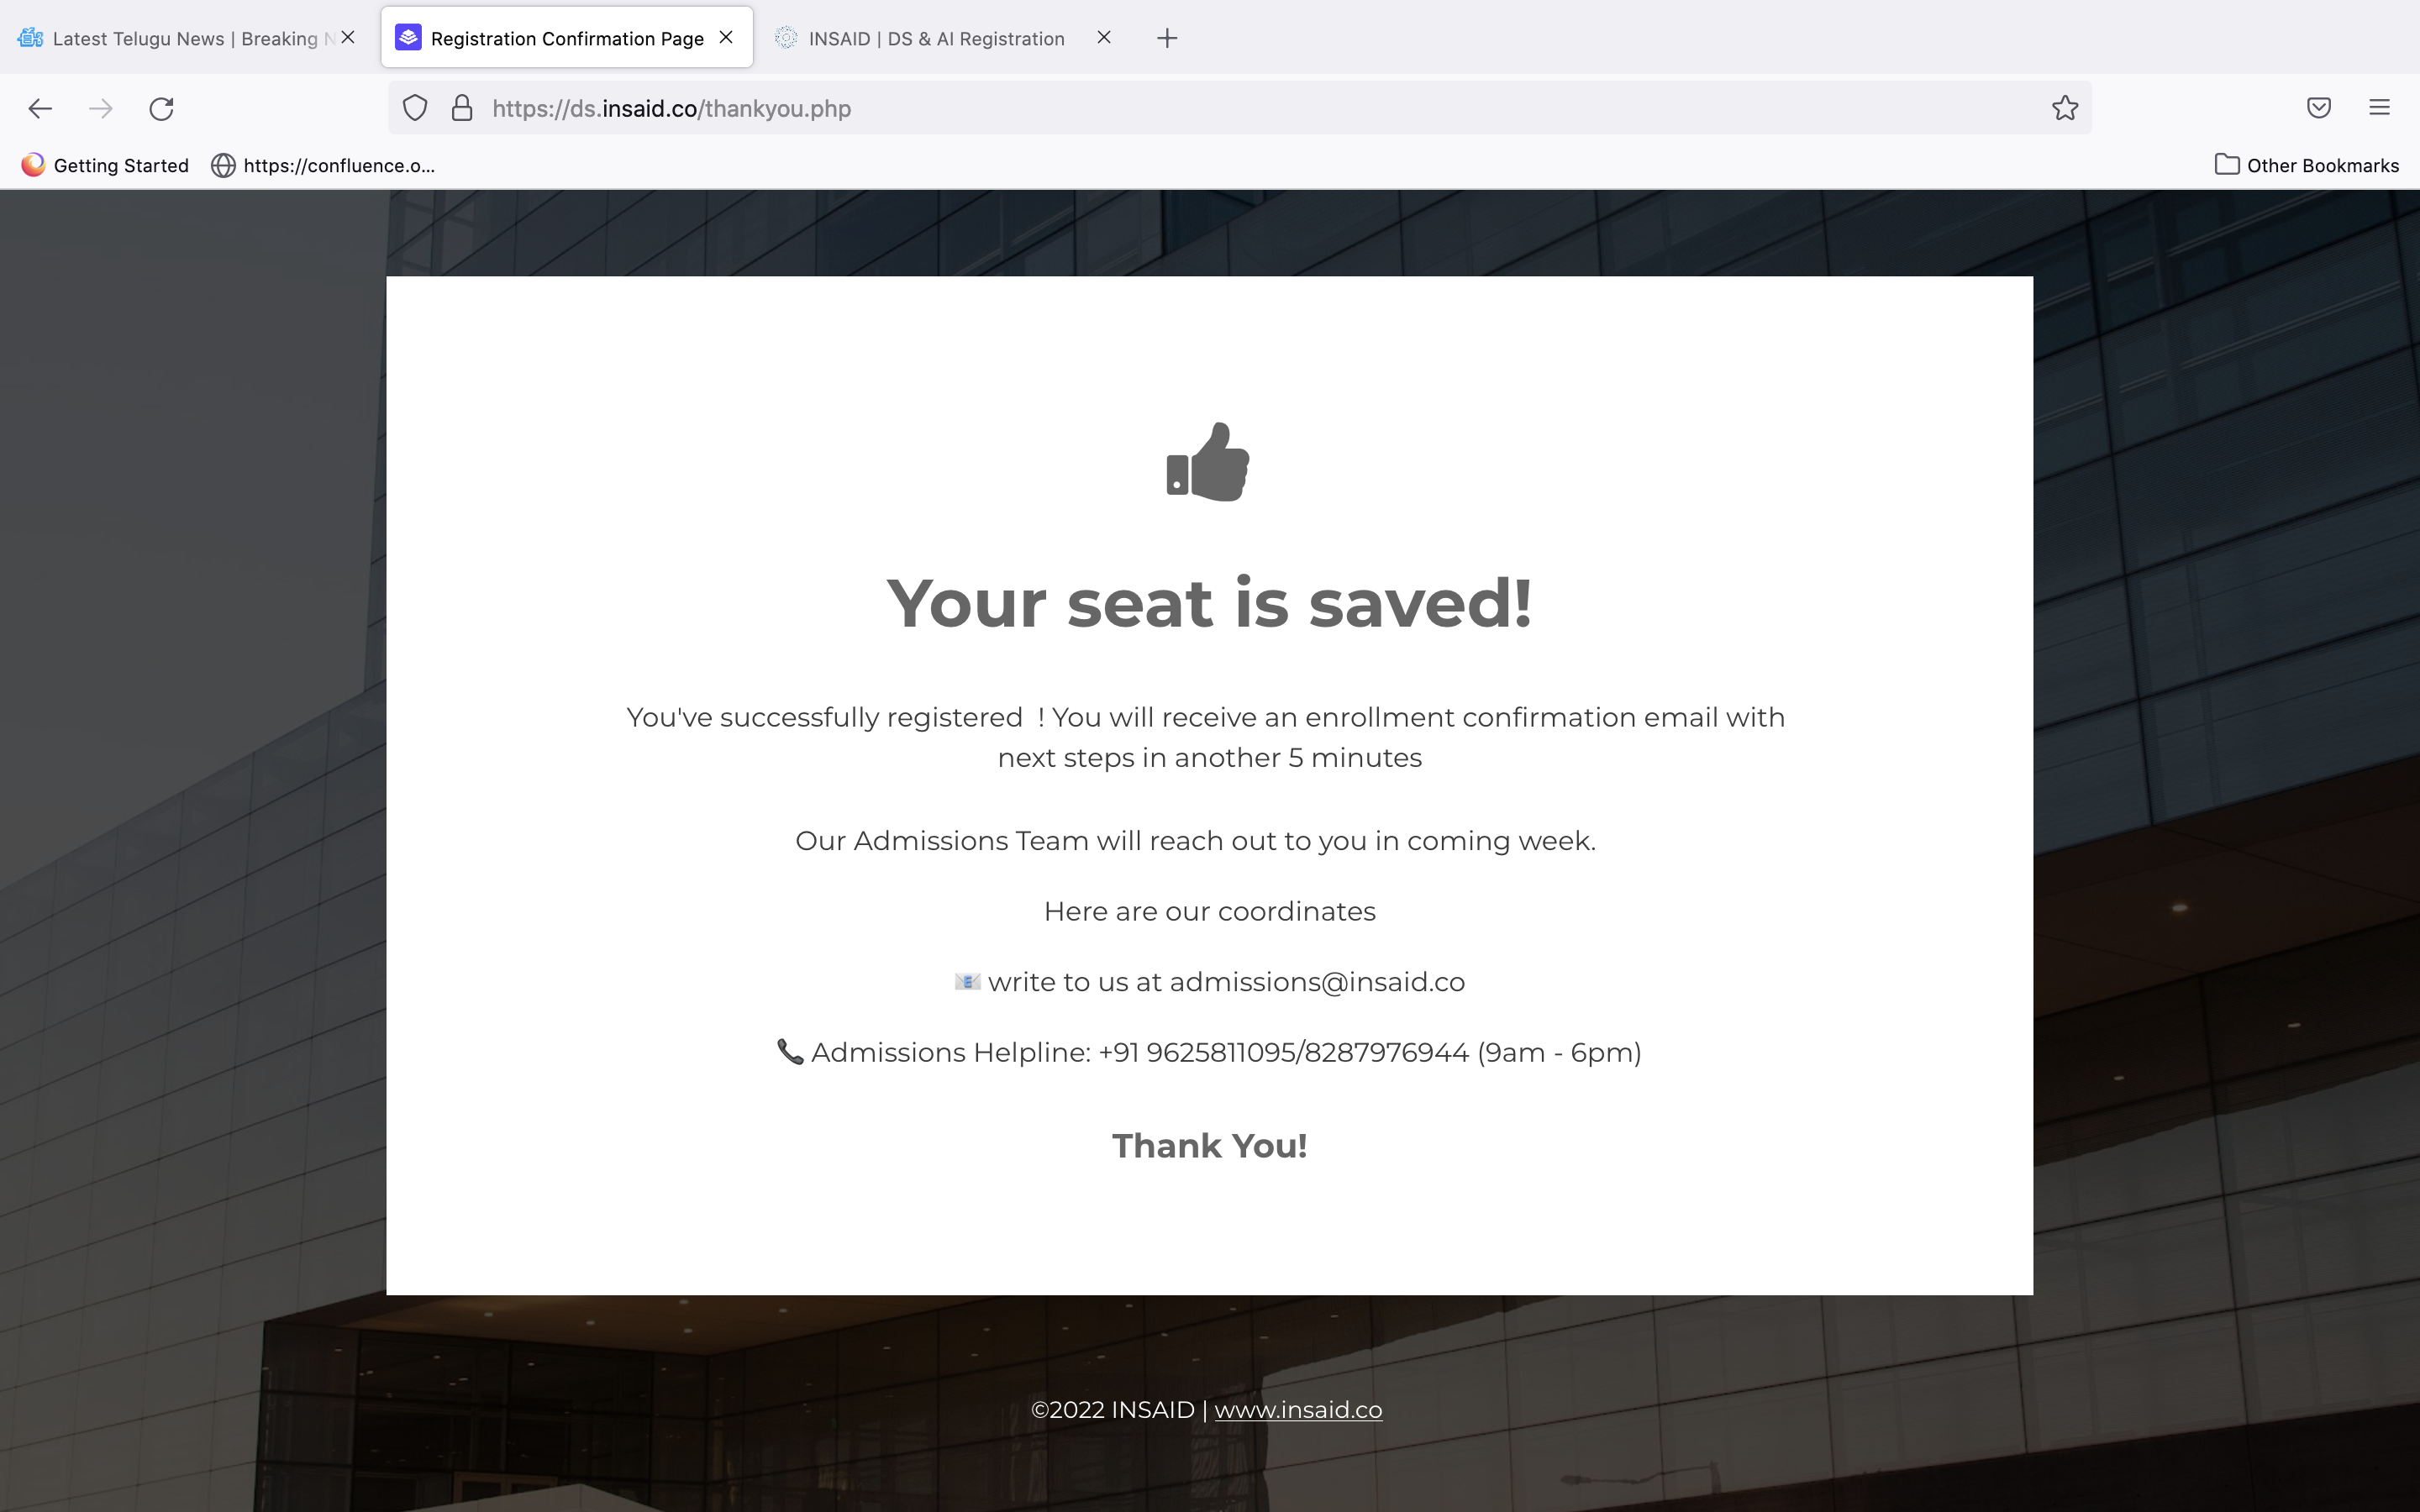 Latest Telugu News | Breaking N
Registration Confirmation Page
INSAID | DS & AI Registration
https://ds.insaid.co/thankyou.php
Getting Started
https://confluence.o...
Other Bookmarks
Your seat is saved!
You've successfully registered  ! You will receive an enrollment confirmation email with
next steps in another 5 minutes
Our Admissions Team will reach out to you in coming week.
Here are our coordinates
📧 write to us at admissions@insaid.co
📞 Admissions Helpline: +91 9625811095/8287976944 (9am - 6pm)
Thank You!
©2022 INSAID | www.insaid.co